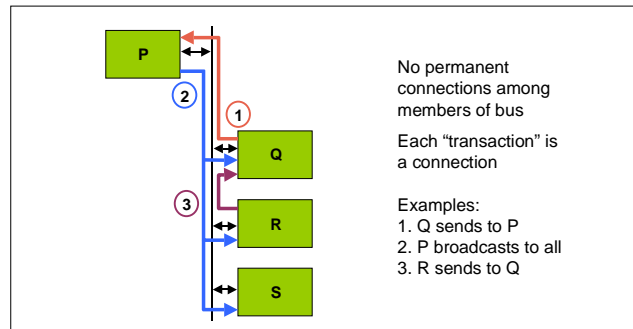 P
2
1
Q
3
R
S
No permanent
connections among
members of bus
Each “transaction” is
a connection
Examples:
1. Q sends to P
2. P broadcasts to all
3. R sends to Q